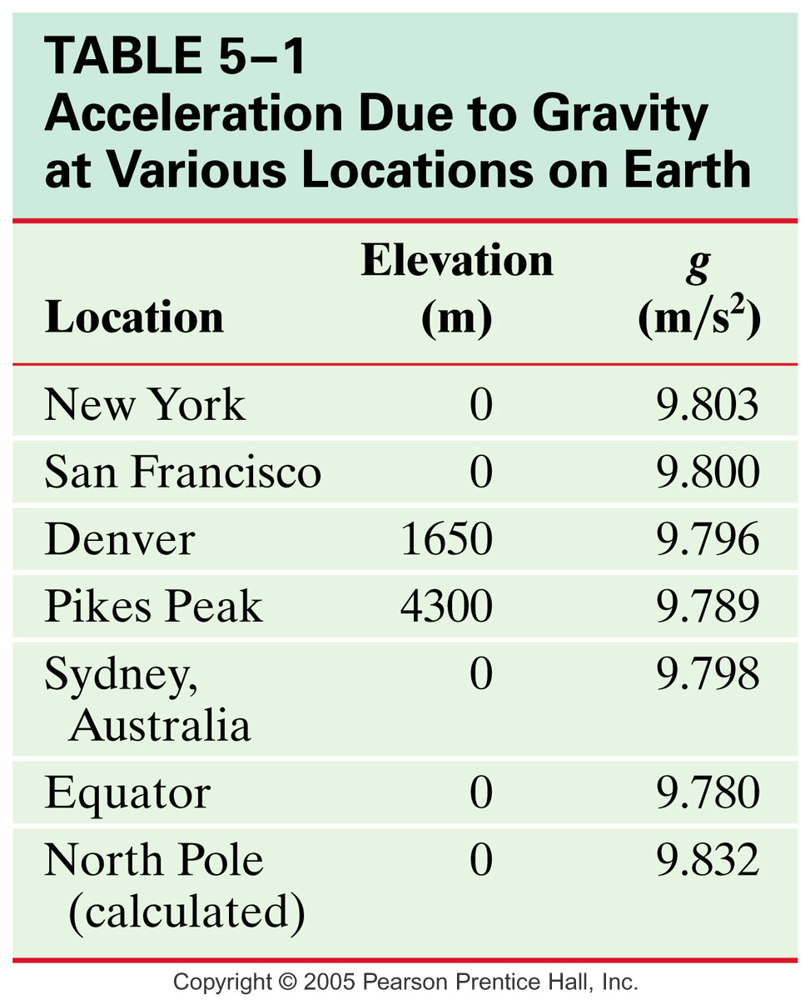 TABLE 5–1
Acceleration Due to Gravity
at Various Locations on Earth
Elevation g
Location (m) (m/s²)
New York 0 9.803
San Francisco 0 9.800
Denver 1650 9.796
Pikes Peak 4300 9.789
Sydney, 0 9.798
Australia
Equator 0 9.780
North Pole 0 9.832
(calculated)
Copyright © 2005 Pearson Prentice Hall, Inc.